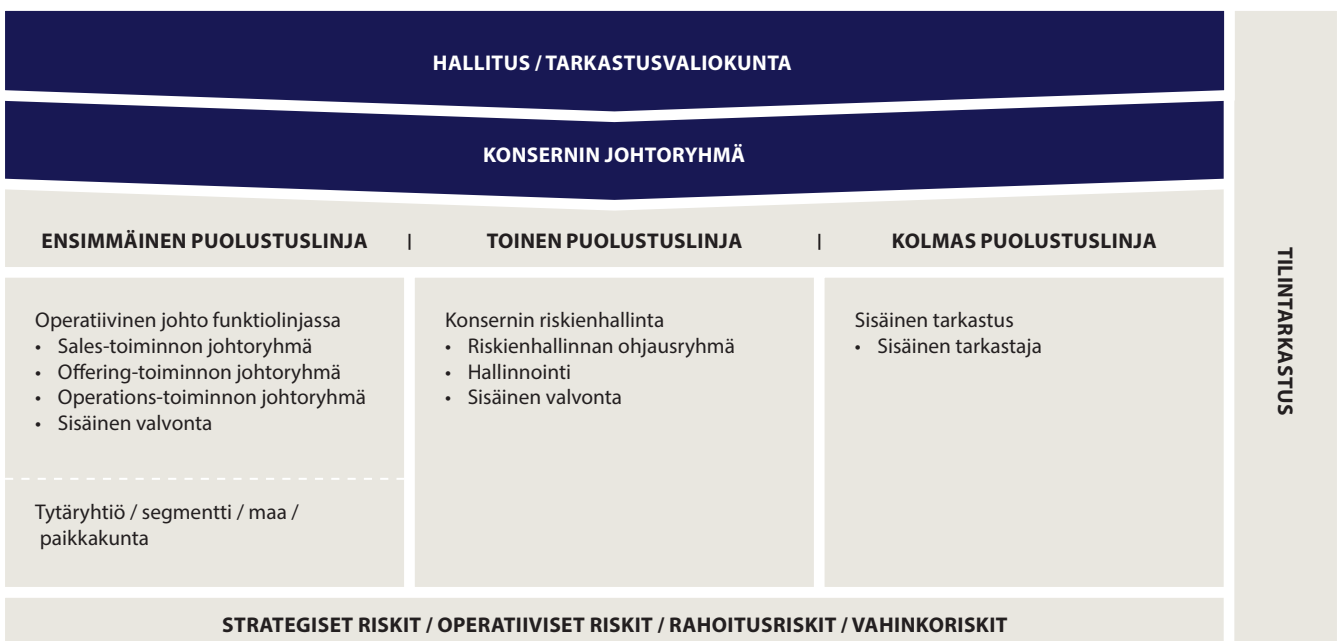 HALLITUS / TARKASTUSVALIOKUNTA
KONSERNIN JOHTORYHMÄ
ENSIMMÄINEN PUOLUSTUSLINJA | TOINEN PUOLUSTUSLINJA | KOLMAS PUOLUSTUSLINJA
Operatiivinen johto funktiolinjassa
• Sales-toiminnon johtoryhmä
• Offering-toiminnon johtoryhmä
• Operations-toiminnon johtoryhmä
• Sisäinen valvonta
Tytäryhtiö / segmentti / maa /
paikkakunta
Konsernin riskienhallinta
• Riskienhallinnan ohjausryhmä
• Hallinnointi
• Sisäinen valvonta
Sisäinen tarkastus
• Sisäinen tarkastaja
STRATEGISET RISKIT / OPERATIIVISET RISKIT / RAHOITUSRISKIT / VAHINKORISKIT
TILINTARKASTUS